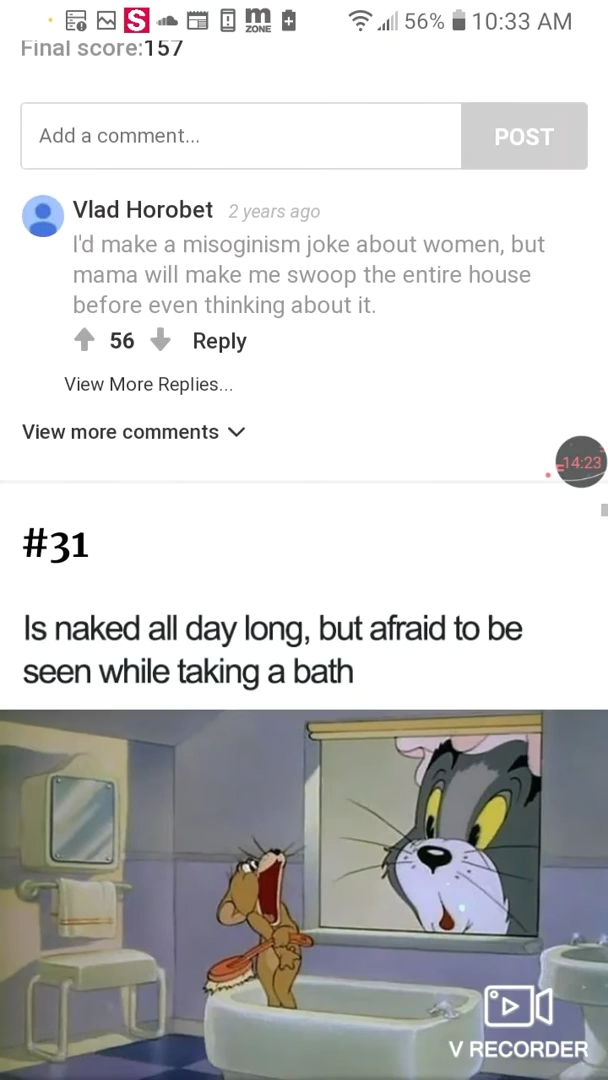 S
m
ZONE
56%
10:33 AM
Final score:157
Add a comment...
POST
Vlad Horobet 2 years ago
I'd make a misoginism joke about women, but
mama will make me swoop the entire house
before even thinking about it.
56 Reply
View More Replies...
View more comments
14:23
#31
Is naked all day long, but afraid to be
seen while taking a bath
V RECORDER